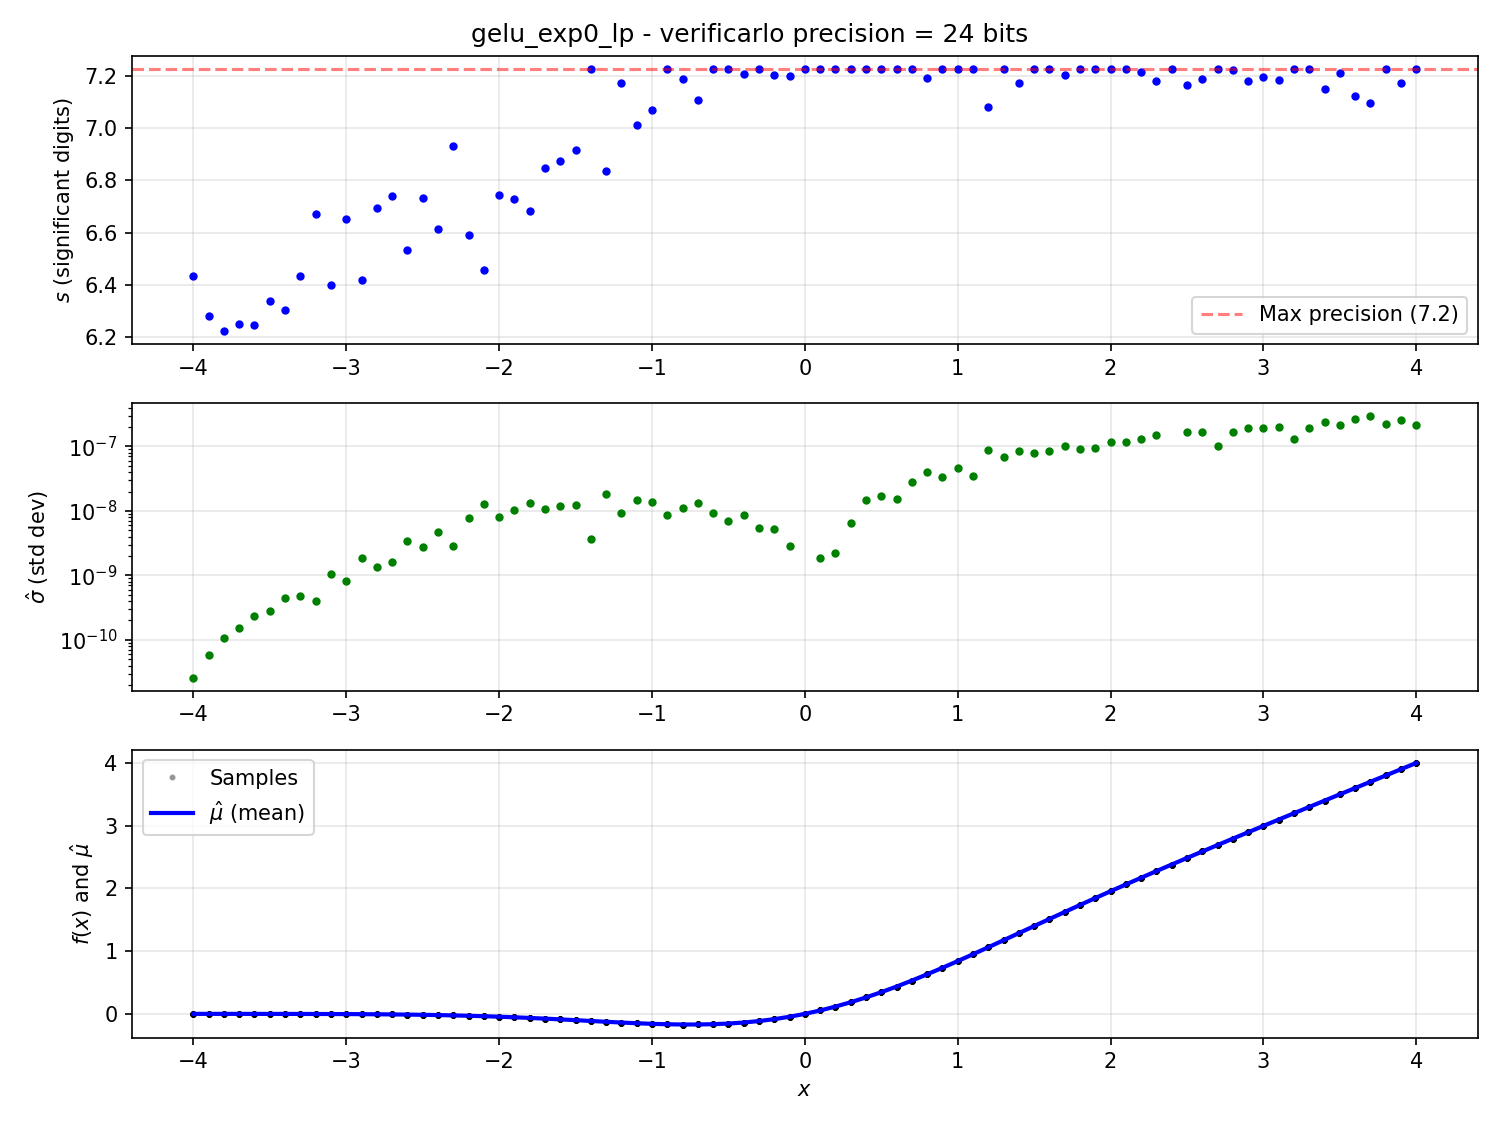 gelu_exp0_lp - verificarlo precision = 24 bits
s (significant digits)
7.2
7.0
6.8
6.6
6.4
6.2
Max precision (7.2)
−4 −3 −2 −1 0 1 2 3 4
σ̂ (std dev)
10⁻⁷
10⁻⁸
10⁻⁹
10⁻¹⁰
−4 −3 −2 −1 0 1 2 3 4
f(x) and μ̂
4
3
2
1
0
Samples
μ̂ (mean)
−4 −3 −2 −1 0 1 2 3 4
x